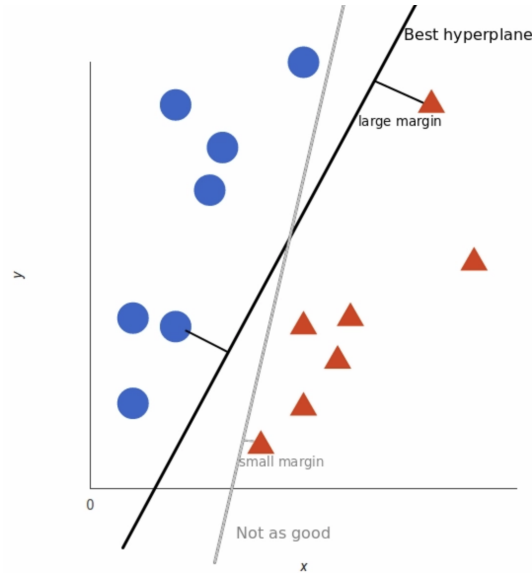 Best hyperplane
large margin
y
small margin
0
Not as good
x